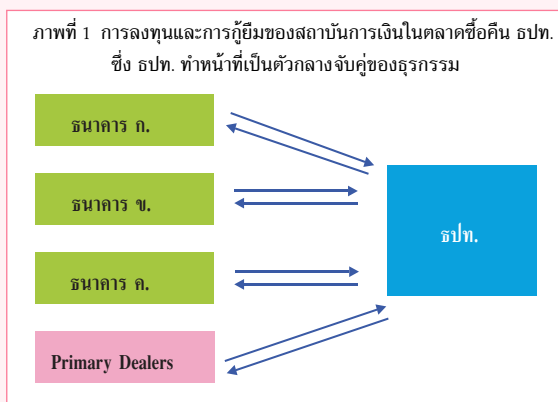 ภาพที่ 1 การลงทุนและการกู้ยืมของสถาบันการเงินในตลาดซื้อคืน ธปท.
ซึ่ง ธปท. ทำหน้าที่เป็นตัวกลางจับคู่ของธุรกรรม
ธนาคาร ก.
ธนาคาร ข.
ธปท.
ธนาคาร ค.
Primary Dealers